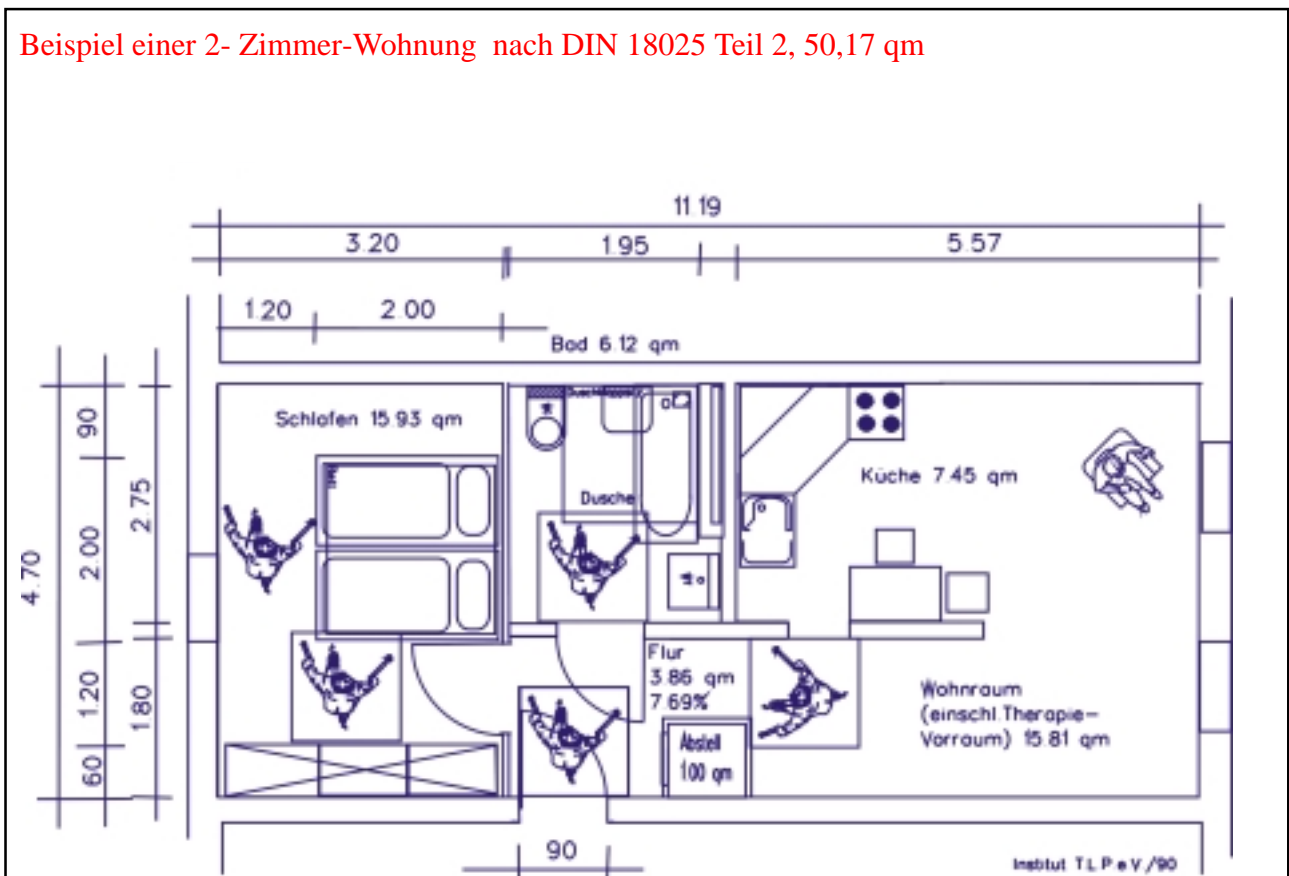 Beispiel einer 2- Zimmer-Wohnung nach DIN 18025 Teil 2, 50,17 qm
11.19
3.20 1.95 5.57
1.20 2.00
Bad 6.12 qm
Schlafen 15.93 qm
Dusche
Küche 7.45 qm
4.70
90
2.00
1.20
60
2.75
1.80
Flur
3.86 qm
7.69%
Abstell
1.00 qm
Wohnraum
(einschl.Therapie-
Vorraum) 15.81 qm
90
Institut T.L.P e.V./90